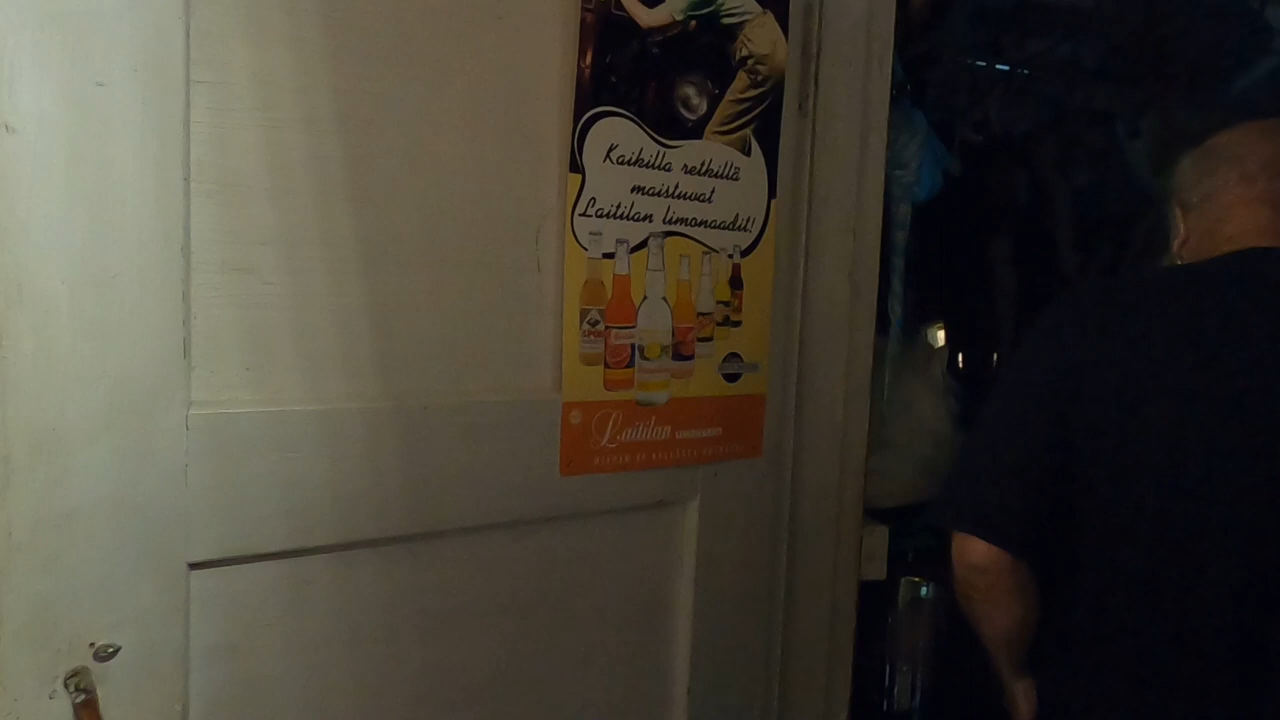 Kaikilla retkillä
maistuvat
Laitilan limonaadit!
Laitilan